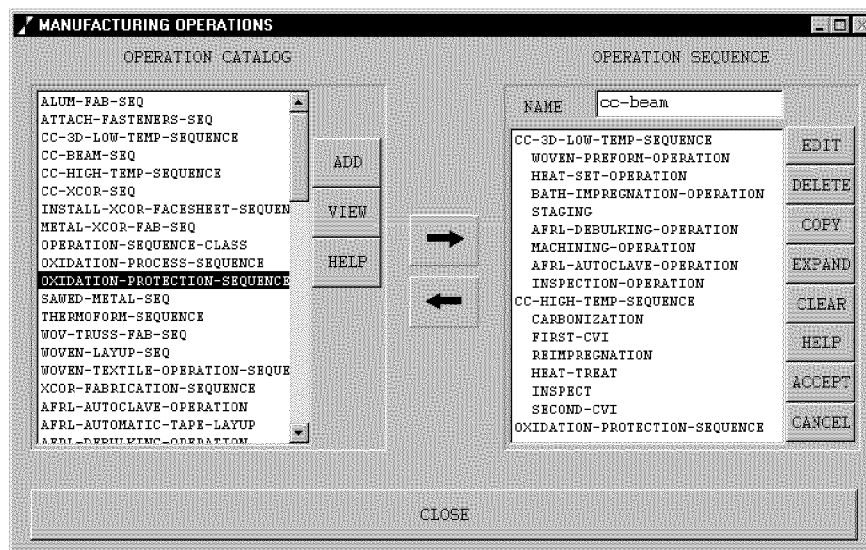 MANUFACTURING OPERATIONS
OPERATION CATALOG
ALUM-FAB-SEQ
ATTACH-FASTENERS-SEQ
CC-3D-LOW-TEMP-SEQUENCE
CC-BEAM-SEQ
CC-HIGH-TEMP-SEQUENCE
CC-XCOR-SEQ
INSTALL-XCOR-FACESHEET-SEQUEN
METAL-XCOR-FAB-SEQ
OPERATION-SEQUENCE-CLASS
OXIDATION-PROCESS-SEQUENCE
OXIDATION-PROTECTION-SEQUENCE
SAWED-METAL-SEQ
THERMOFORM-SEQUENCE
WOV-TRUSS-FAB-SEQ
WOVEN-LAYUP-SEQ
WOVEN-TEXTILE-OPERATION-SEQUE
XCOR-FABRICATION-SEQUENCE
AFRL-AUTOCLAVE-OPERATION
AFRL-AUTOMATIC-TAPE-LAYUP
AFRL-DEBULKING-OPERATION
ADD
VIEW
HELP
OPERATION SEQUENCE
NAME cc-beam
CC-3D-LOW-TEMP-SEQUENCE
WOVEN-PREFORM-OPERATION
HEAT-SET-OPERATION
BATH-IMPREGNATION-OPERATION
STAGING
AFRL-DEBULKING-OPERATION
MACHINING-OPERATION
AFRL-AUTOCLAVE-OPERATION
INSPECTION-OPERATION
CC-HIGH-TEMP-SEQUENCE
CARBONIZATION
FIRST-CVI
REIMPREGNATION
HEAT-TREAT
INSPECT
SECOND-CVI
OXIDATION-PROTECTION-SEQUENCE
EDIT
DELETE
COPY
EXPAND
CLEAR
HELP
ACCEPT
CANCEL
CLOSE